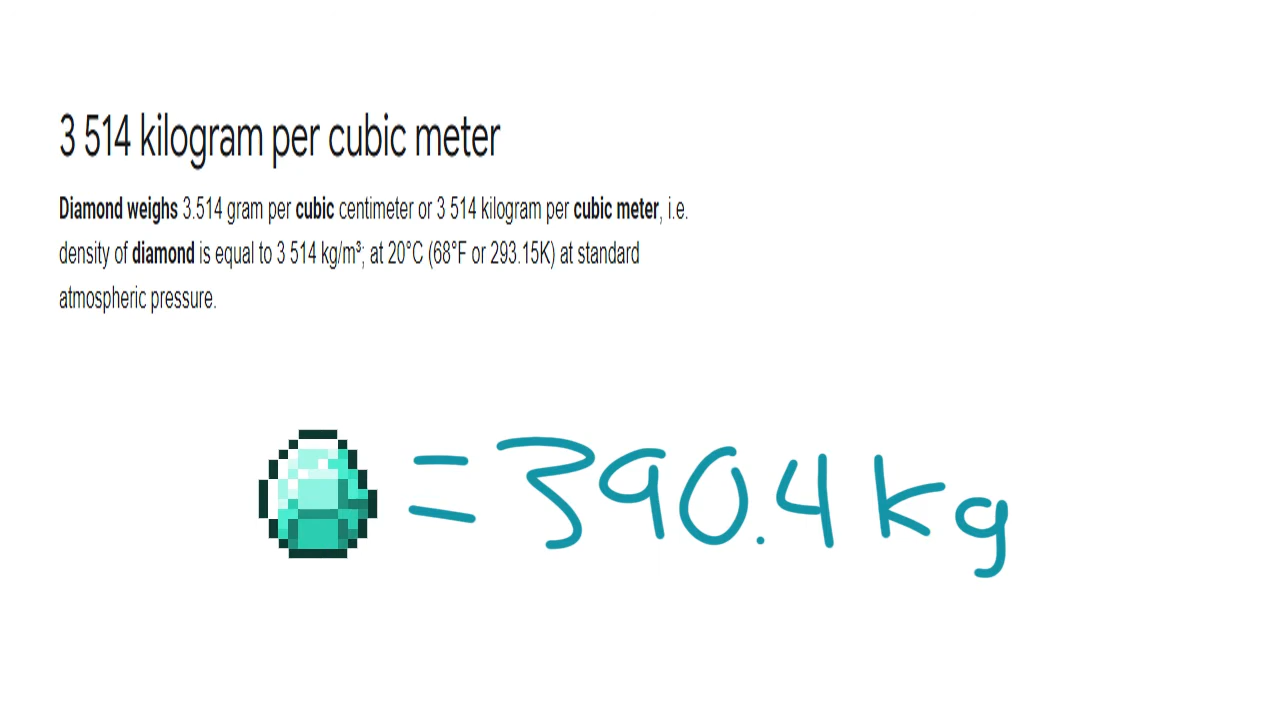 3 514 kilogram per cubic meter
Diamond weighs 3.514 gram per cubic centimeter or 3 514 kilogram per cubic meter, i.e.
density of diamond is equal to 3 514 kg/m³; at 20°C (68°F or 293.15K) at standard
atmospheric pressure.
= 390.4 kg